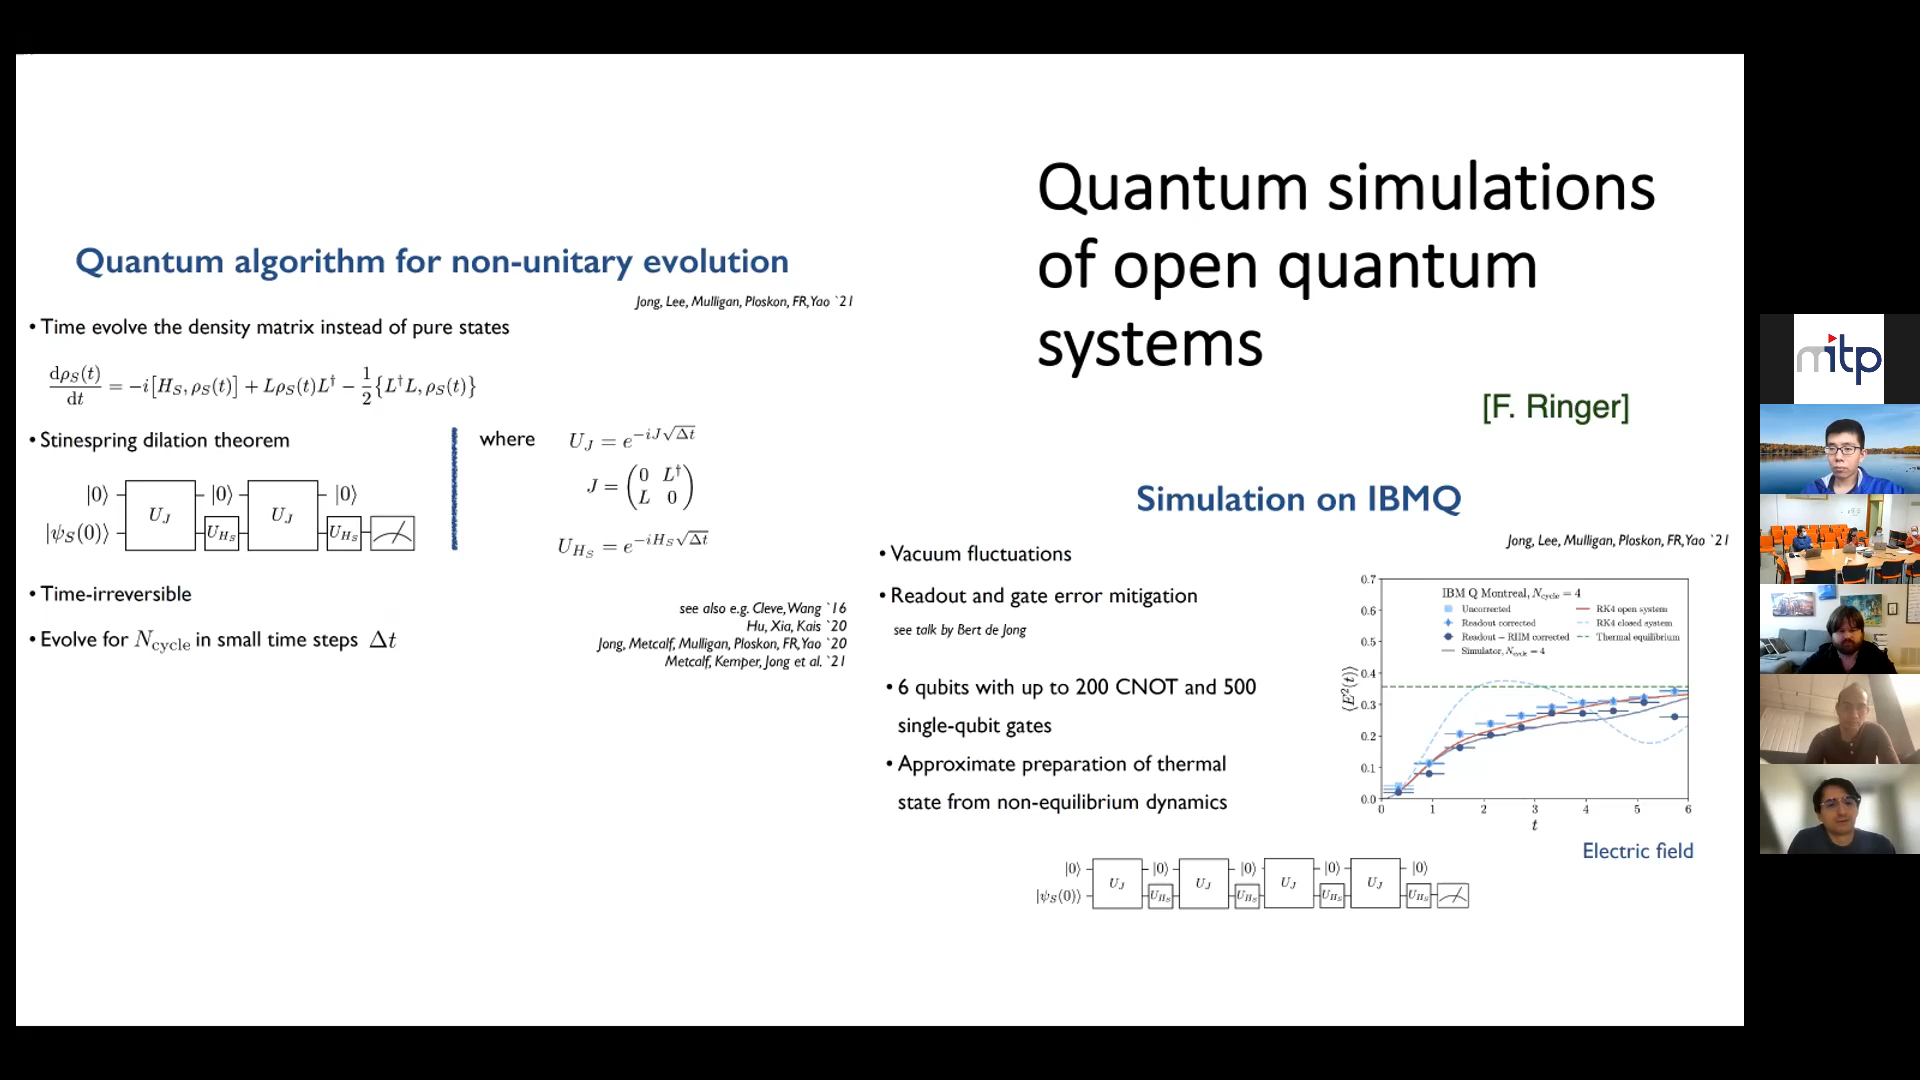 Quantum simulations
of open quantum
systems
[F. Ringer]
Quantum algorithm for non-unitary evolution
Jong, Lee, Mulligan, Ploskon, FR,Yao `21
• Time evolve the density matrix instead of pure states
dρ_S(t)/dt = −i[H_S, ρ_S(t)] + Lρ_S(t)L† − 1/2 {L†L, ρ_S(t)}
• Stinespring dilation theorem
where
U_J = e^{−iJ√Δt}
J = (0 L†
L 0)
U_{H_S} = e^{−iH_S√Δt}
|0⟩ U_J |0⟩ U_J |0⟩
|ψ_S(0)⟩ U_{H_S} U_{H_S}
• Time-irreversible
• Evolve for N_cycle in small time steps Δt
see also e.g. Cleve,Wang `16
Hu, Xia, Kais `20
Jong, Metcalf, Mulligan, Ploskon, FR,Yao `20
Metcalf, Kemper, Jong et al. `21
Simulation on IBMQ
Jong, Lee, Mulligan, Ploskon, FR,Yao `21
• Vacuum fluctuations
• Readout and gate error mitigation
see talk by Bert de Jong
• 6 qubits with up to 200 CNOT and 500
single-qubit gates
• Approximate preparation of thermal
state from non-equilibrium dynamics
IBM Q Montreal, N_cycle = 4
Uncorrected
Readout corrected
Readout − RIIM corrected
Simulator, N_cycle = 4
RK4 open system
RK4 closed system
Thermal equilibrium
⟨E²(t)⟩
0.7
0.6
0.5
0.4
0.3
0.2
0.1
0.0
0 1 2 3 4 5 6
t
Electric field
|0⟩ U_J |0⟩ U_J |0⟩ U_J |0⟩ U_J |0⟩
|ψ_S(0)⟩ U_{H_S} U_{H_S} U_{H_S} U_{H_S}
mitp